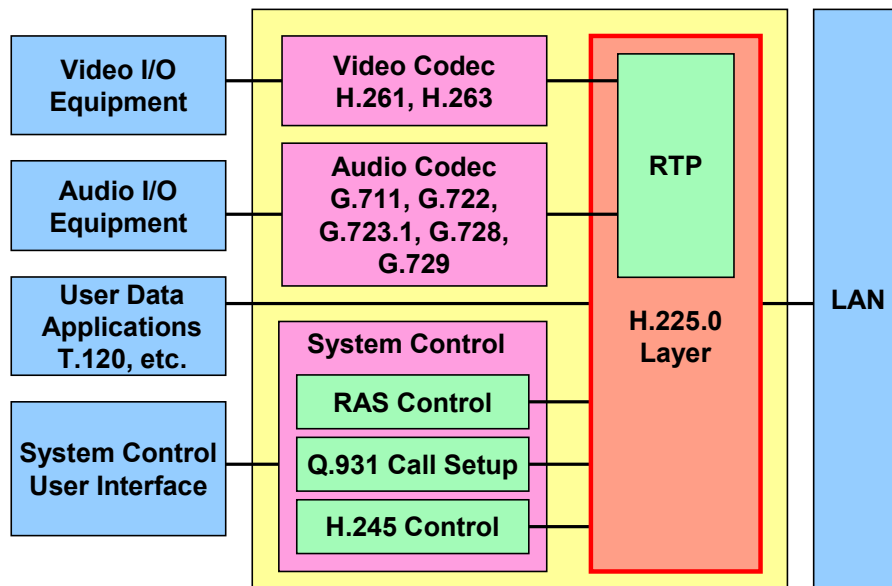 Video I/O
Equipment
Video Codec
H.261, H.263
RTP
Audio I/O
Equipment
Audio Codec
G.711, G.722,
G.723.1, G.728,
G.729
User Data
Applications
T.120, etc.
H.225.0
Layer
LAN
System Control
RAS Control
Q.931 Call Setup
H.245 Control
System Control
User Interface